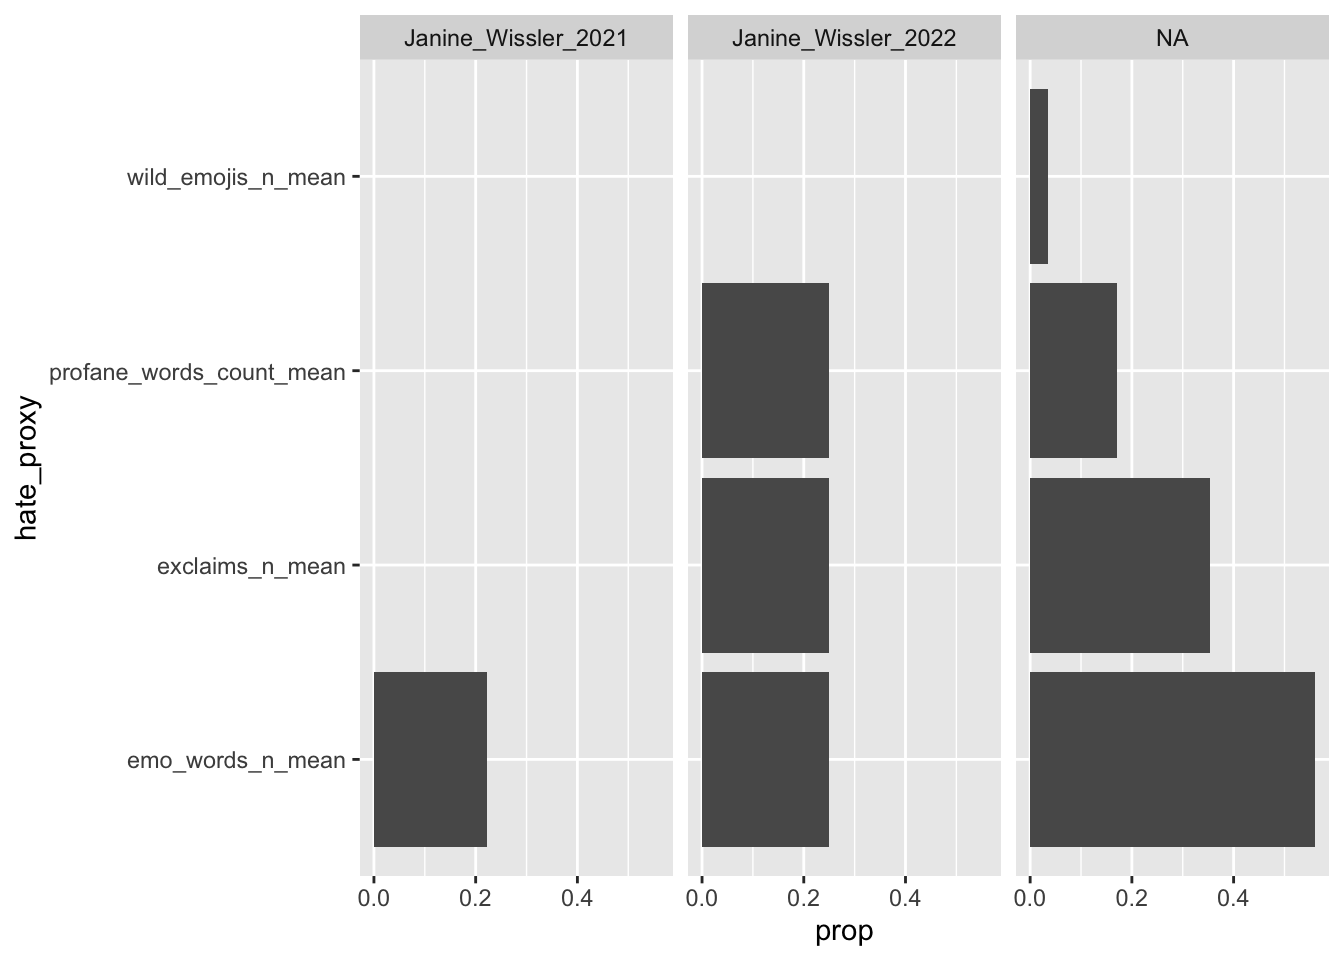 Janine_Wissler_2021
Janine_Wissler_2022
NA
hate_proxy
wild_emojis_n_mean
profane_words_count_mean
exclaims_n_mean
emo_words_n_mean
0.0 0.2 0.4
0.0 0.2 0.4
0.0 0.2 0.4
prop